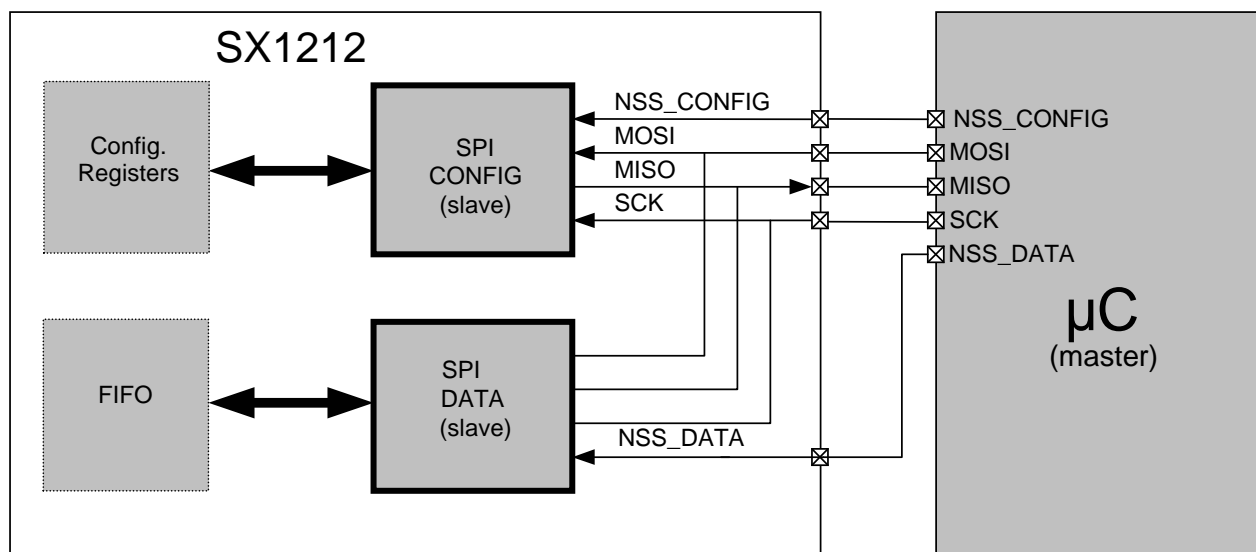 SX1212
Config.
Registers
SPI
CONFIG
(slave)
NSS_CONFIG
MOSI
MISO
SCK
NSS_CONFIG
MOSI
MISO
SCK
NSS_DATA
µC
(master)
FIFO
SPI
DATA
(slave)
NSS_DATA